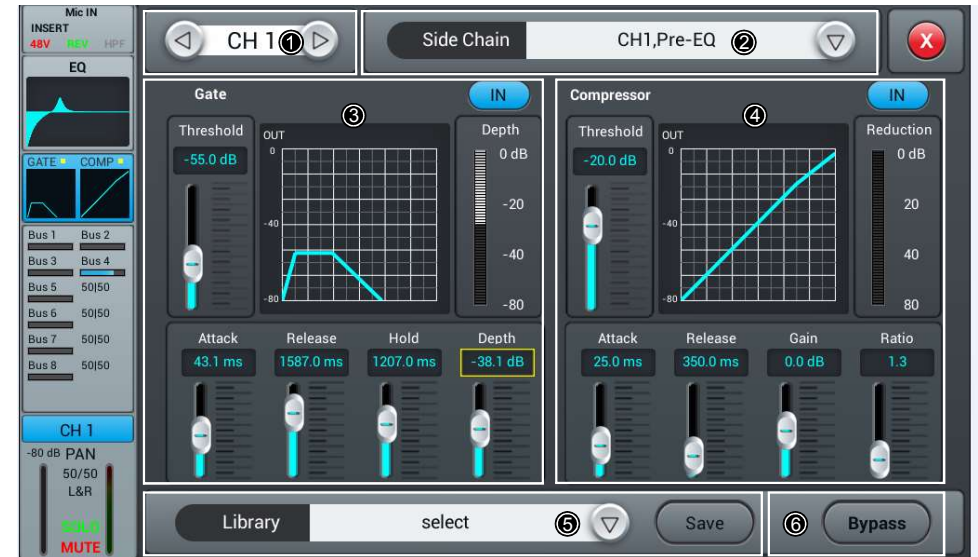 Mic IN
INSERT
48V REV HPF
EQ
GATE COMP
Bus 1 Bus 2
Bus 3 Bus 4
Bus 5 50|50
Bus 6 50|50
Bus 7 50|50
Bus 8 50|50
CH 1
-80 dB PAN
50/50
L&R
SOLO
MUTE
CH 1 ①
Side Chain CH1,Pre-EQ ②
X
Gate ③ IN
Threshold
-55.0 dB
OUT
0
-40
-80
Depth
0 dB
-20
-40
-80
Attack Release Hold Depth
43.1 ms 1587.0 ms 1207.0 ms -38.1 dB
Compressor ④ IN
Threshold
-20.0 dB
OUT
0
-40
-80
Reduction
0 dB
20
40
80
Attack Release Gain Ratio
25.0 ms 350.0 ms 0.0 dB 1.3
Library select ⑤ Save
⑥ Bypass